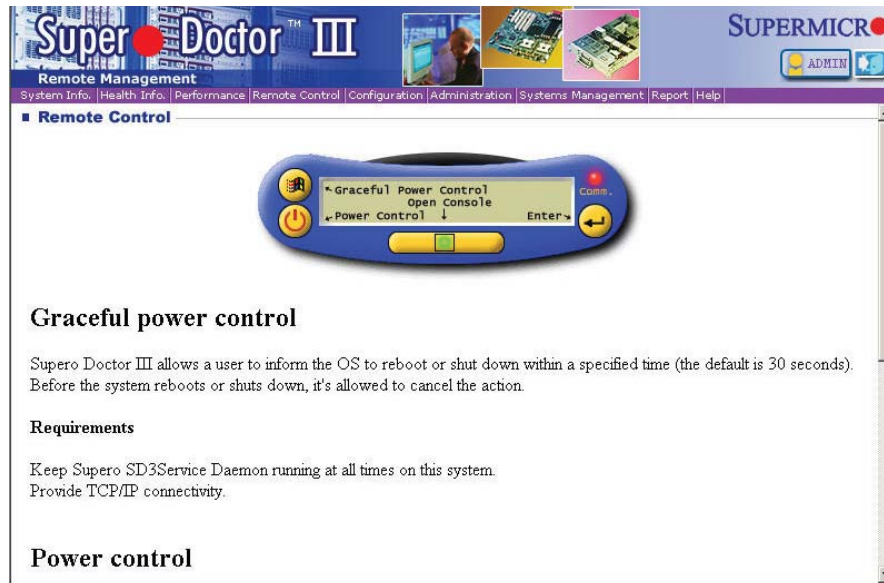 Super Doctor ™ III
SUPERMICR
Remote Management
ADMIN
System Info. | Health Info. | Performance | Remote Control | Configuration | Administration | Systems Management | Report | Help
Remote Control
Graceful Power Control
Open Console
Power Control
Enter
Comm.
Graceful power control
Supero Doctor III allows a user to inform the OS to reboot or shut down within a specified time (the default is 30 seconds).
Before the system reboots or shuts down, it's allowed to cancel the action.
Requirements
Keep Supero SD3Service Daemon running at all times on this system.
Provide TCP/IP connectivity.
Power control